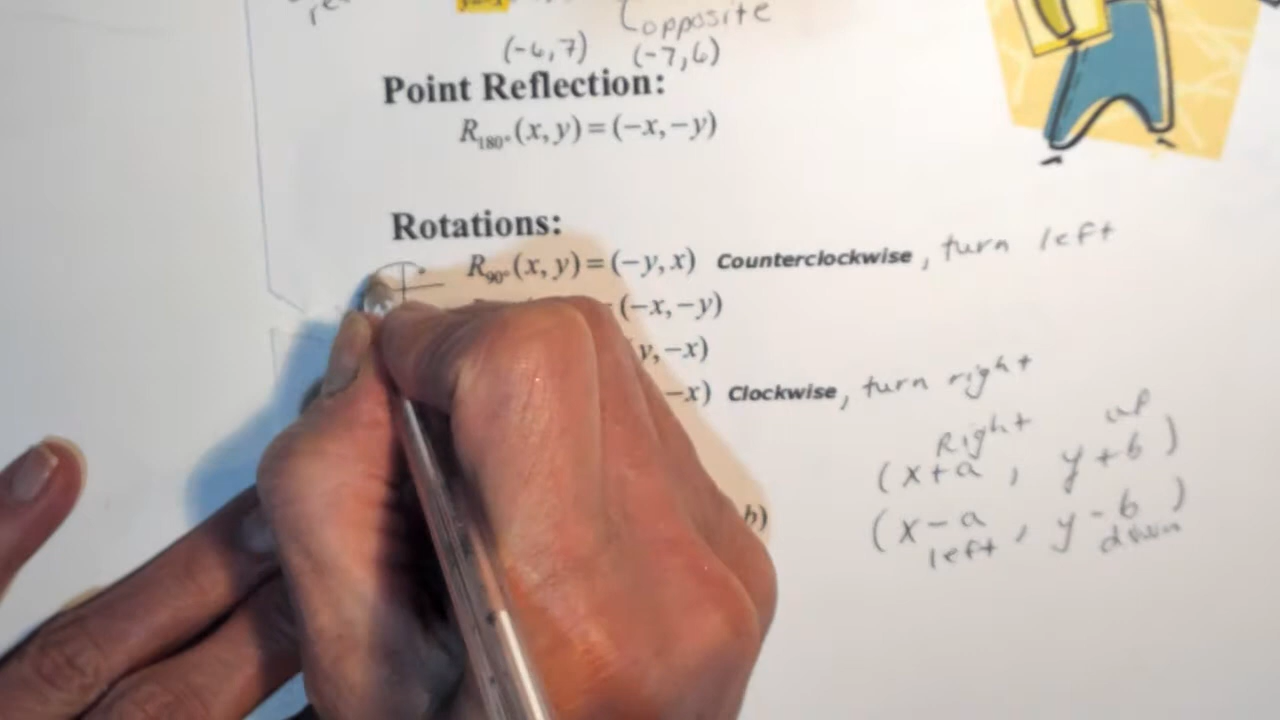 re
y=-x
opposite
(-6,7) (-7,6)
Point Reflection:
R180°(x, y)=(-x,-y)
Rotations:
R90°(x, y)=(-y,x) Counterclockwise, turn left
(-x,-y)
y,-x)
-x) Clockwise, turn right
Right up
(x+a, y+b)
b)
(x-a, y-b)
left down